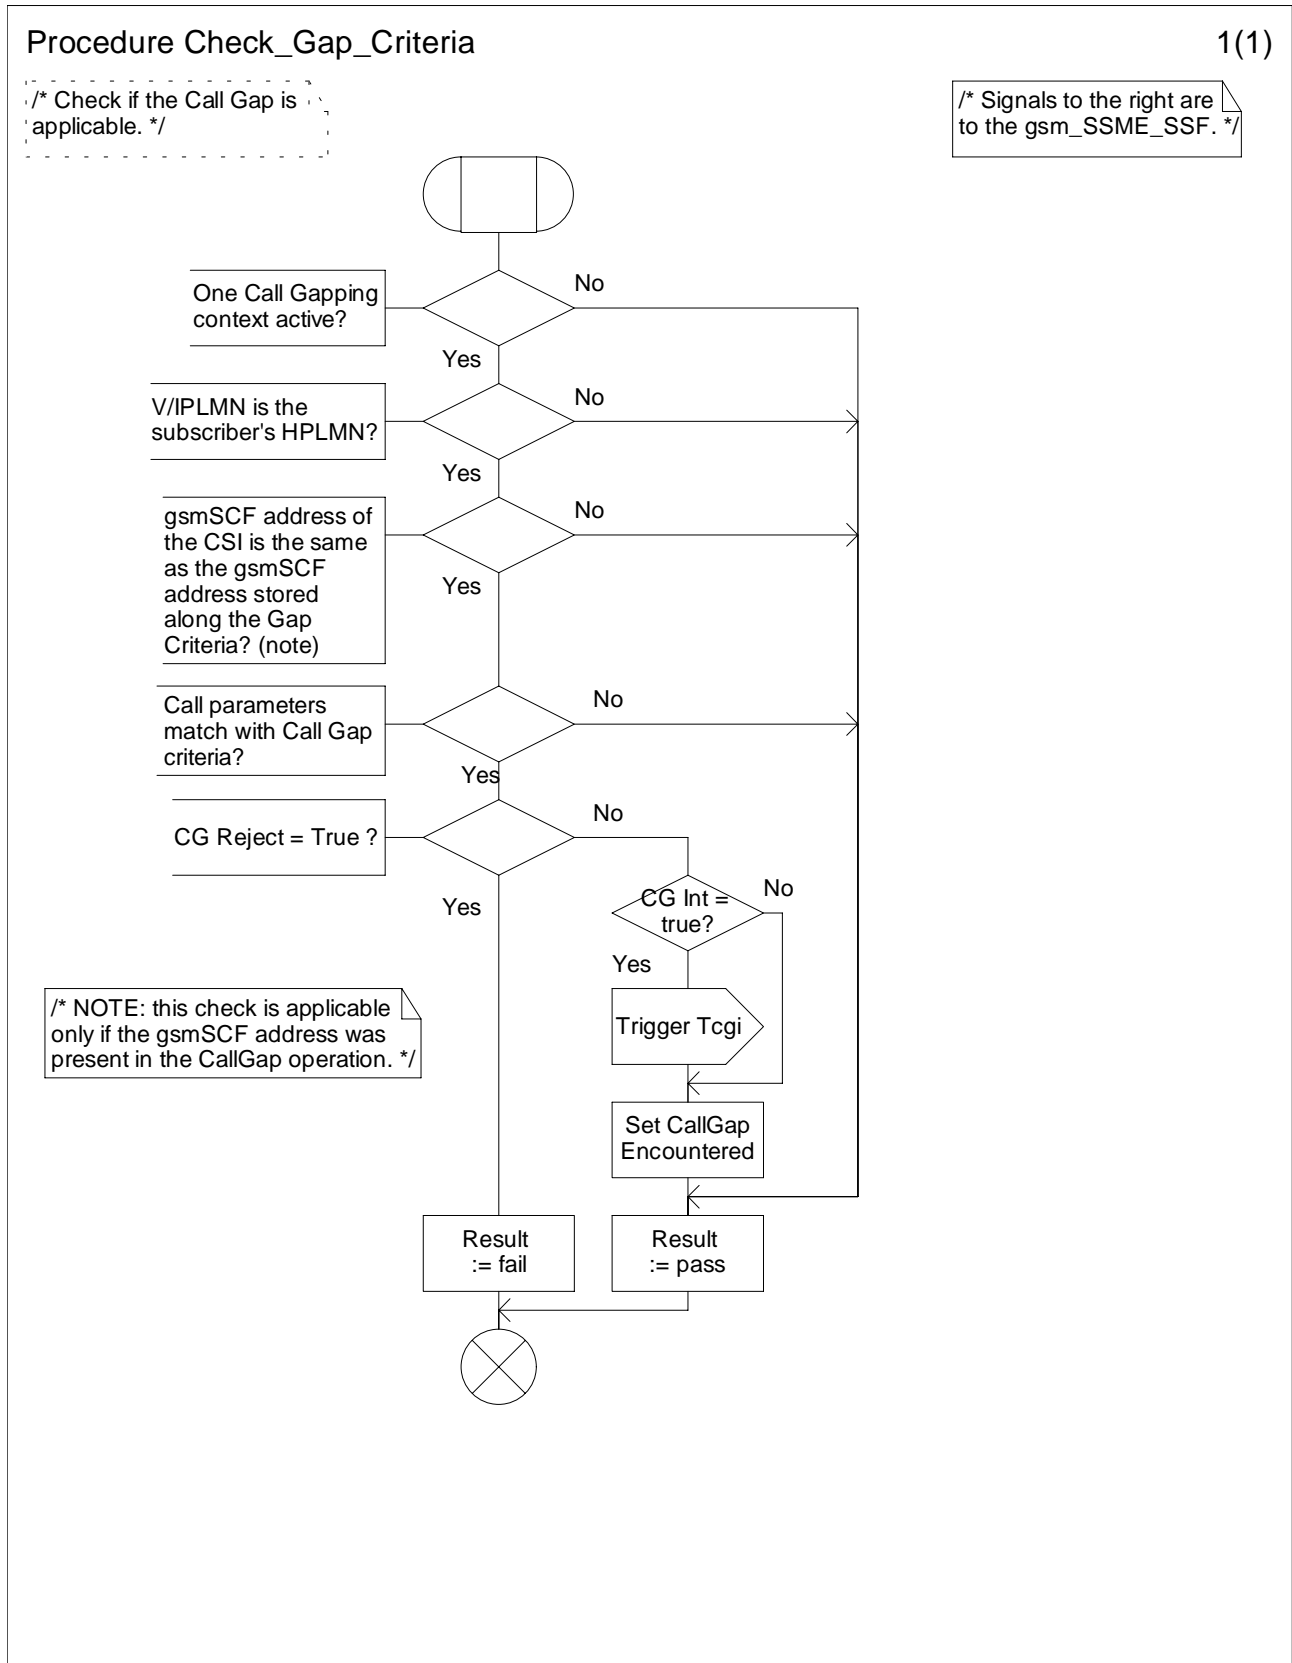 Procedure Check_Gap_Criteria
1(1)
/* Check if the Call Gap is
applicable. */
/* Signals to the right are
to the gsm_SSME_SSF. */
One Call Gapping
context active?
No
Yes
V/IPLMN is the
subscriber's HPLMN?
No
Yes
gsmSCF address of
the CSI is the same
as the gsmSCF
address stored
along the Gap
Criteria? (note)
No
Yes
Call parameters
match with Call Gap
criteria?
No
Yes
CG Reject = True ?
No
Yes
CG Int =
true?
No
Yes
/* NOTE: this check is applicable
only if the gsmSCF address was
present in the CallGap operation. */
Trigger Tcgi
Set CallGap
Encountered
Result
:= fail
Result
:= pass